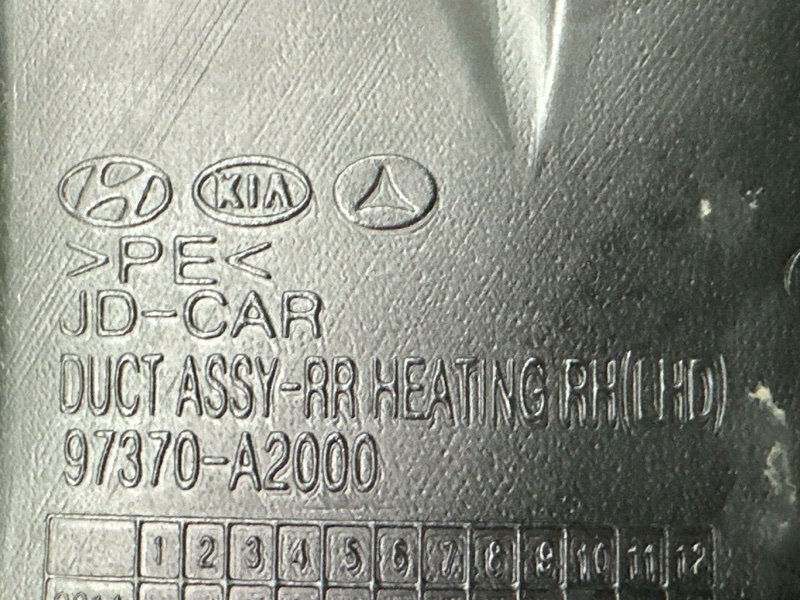 KIA
>PE<
JD-CAR
DUCT ASSY-RR HEATING RH(LHD)
97370-A2000
1 2 3 4 5 6 7 8 9 10 11 12